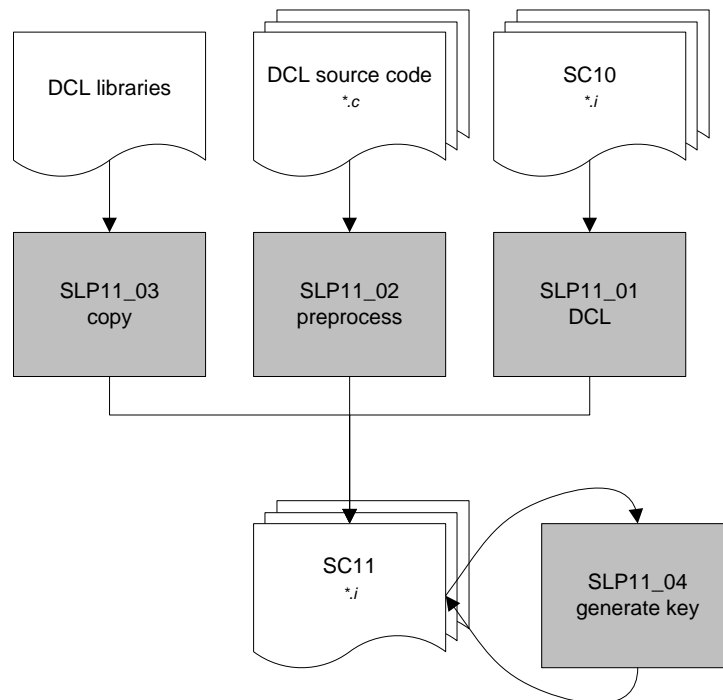 DCL libraries
DCL source code
*.c
SC10
*.i
SLP11_03
copy
SLP11_02
preprocess
SLP11_01
DCL
SC11
*.i
SLP11_04
generate key